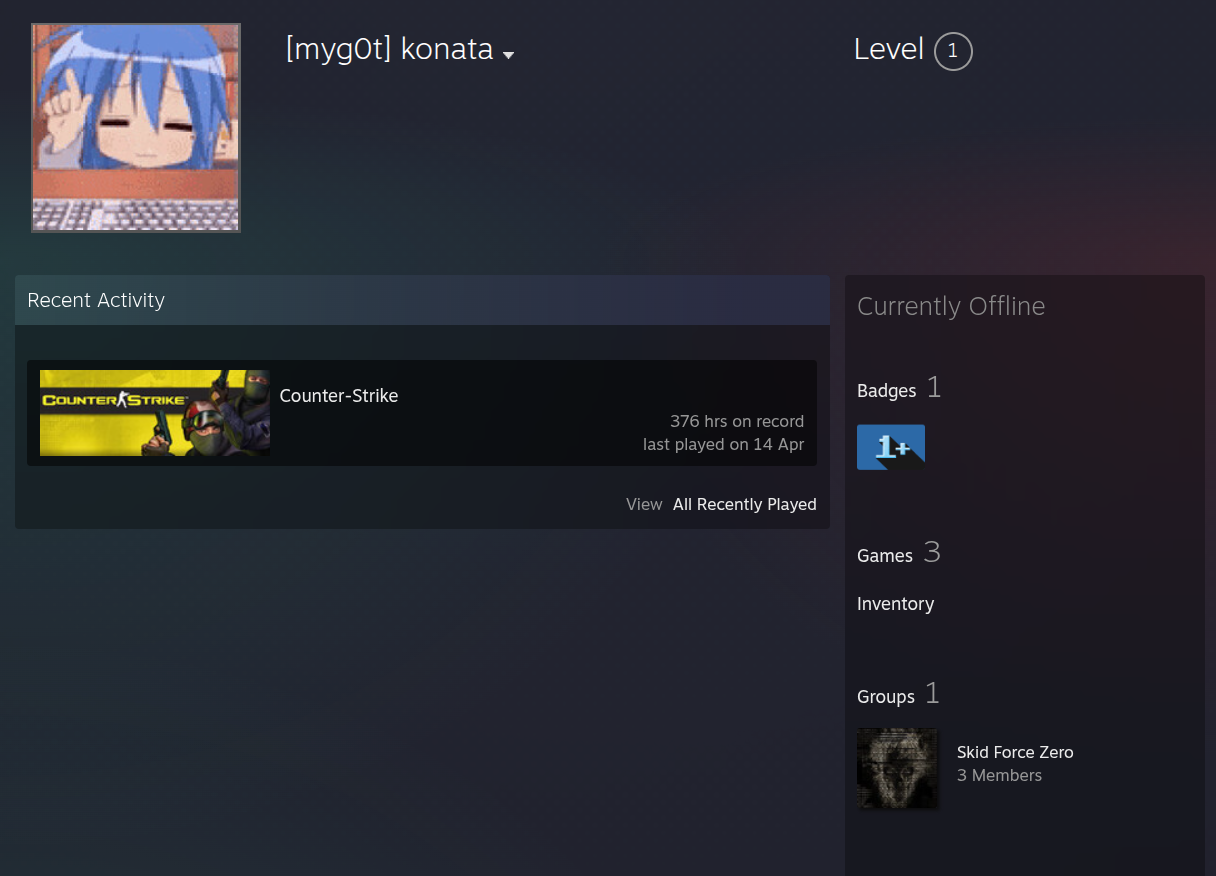 [myg0t] konata
Level 1
Recent Activity
COUNTER STRIKE
Counter-Strike
376 hrs on record
last played on 14 Apr
View All Recently Played
Currently Offline
Badges 1
1+
Games 3
Inventory
Groups 1
Skid Force Zero
3 Members